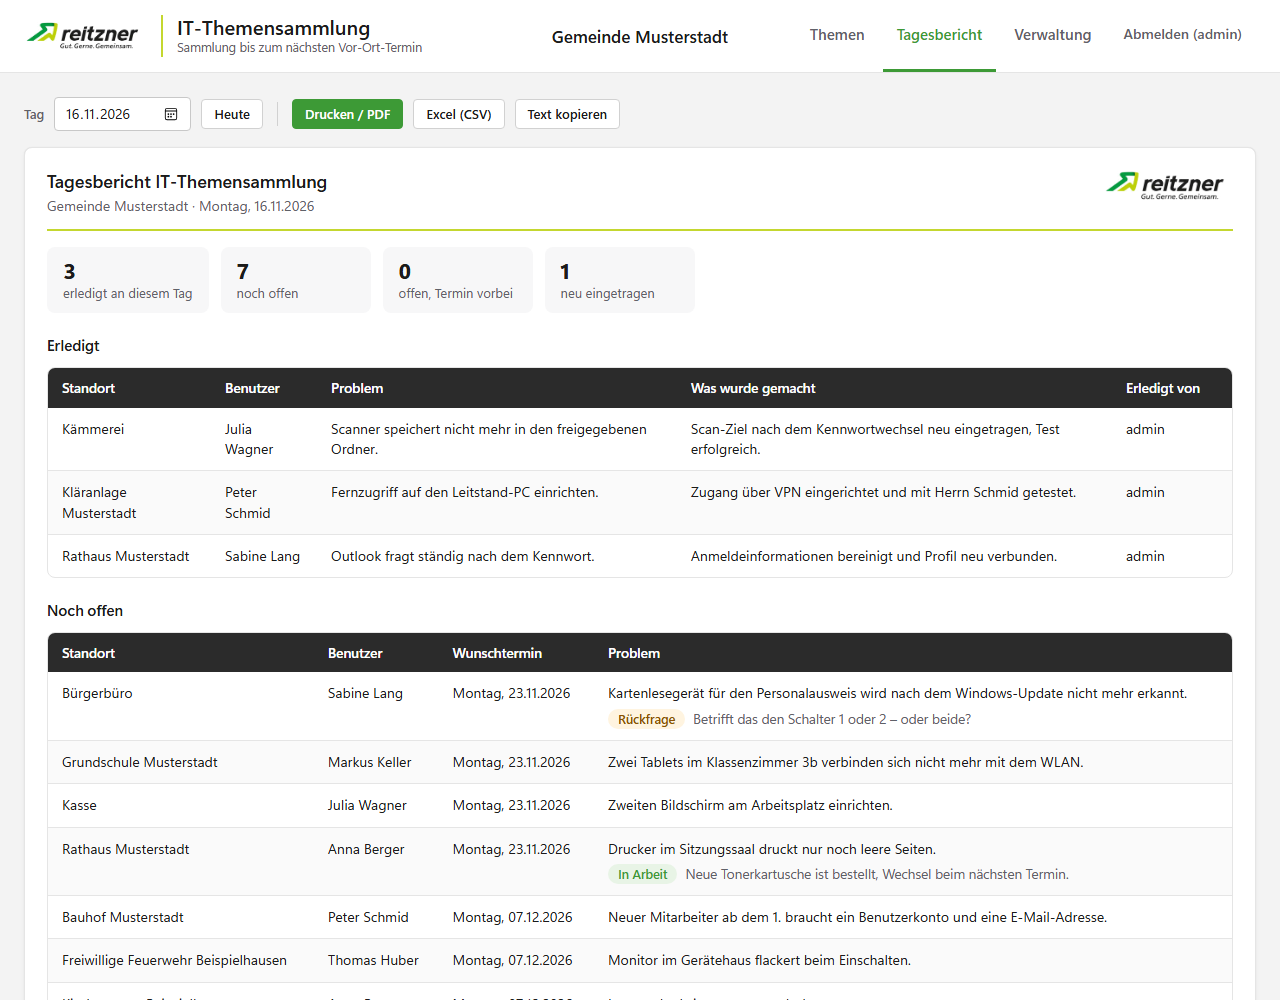 reitzner
Gut. Gerne. Gemeinsam.
IT-Themensammlung
Sammlung bis zum nächsten Vor-Ort-Termin
Gemeinde Musterstadt
Themen
Tagesbericht
Verwaltung
Abmelden (admin)
Tag
16.11.2026
Heute
Drucken / PDF
Excel (CSV)
Text kopieren
Tagesbericht IT-Themensammlung
Gemeinde Musterstadt · Montag, 16.11.2026
reitzner
Gut. Gerne. Gemeinsam.
3
erledigt an diesem Tag
7
noch offen
0
offen, Termin vorbei
1
neu eingetragen
Erledigt
Standort Benutzer Problem Was wurde gemacht Erledigt von
Kämmerei Julia Scanner speichert nicht mehr in den freigegebenen Scan-Ziel nach dem Kennwortwechsel neu eingetragen, Test admin
Wagner Ordner. erfolgreich.
Kläranlage Peter Fernzugriff auf den Leitstand-PC einrichten. Zugang über VPN eingerichtet und mit Herrn Schmid getestet. admin
Musterstadt Schmid
Rathaus Musterstadt Sabine Lang Outlook fragt ständig nach dem Kennwort. Anmeldeinformationen bereinigt und Profil neu verbunden. admin
Noch offen
Standort Benutzer Wunschtermin Problem
Bürgerbüro Sabine Lang Montag, 23.11.2026 Kartenlesegerät für den Personalausweis wird nach dem Windows-Update nicht mehr erkannt.
Rückfrage Betrifft das den Schalter 1 oder 2 – oder beide?
Grundschule Musterstadt Markus Keller Montag, 23.11.2026 Zwei Tablets im Klassenzimmer 3b verbinden sich nicht mehr mit dem WLAN.
Kasse Julia Wagner Montag, 23.11.2026 Zweiten Bildschirm am Arbeitsplatz einrichten.
Rathaus Musterstadt Anna Berger Montag, 23.11.2026 Drucker im Sitzungssaal druckt nur noch leere Seiten.
In Arbeit Neue Tonerkartusche ist bestellt, Wechsel beim nächsten Termin.
Bauhof Musterstadt Peter Schmid Montag, 07.12.2026 Neuer Mitarbeiter ab dem 1. braucht ein Benutzerkonto und eine E-Mail-Adresse.
Freiwillige Feuerwehr Beispielhausen Thomas Huber Montag, 07.12.2026 Monitor im Gerätehaus flackert beim Einschalten.